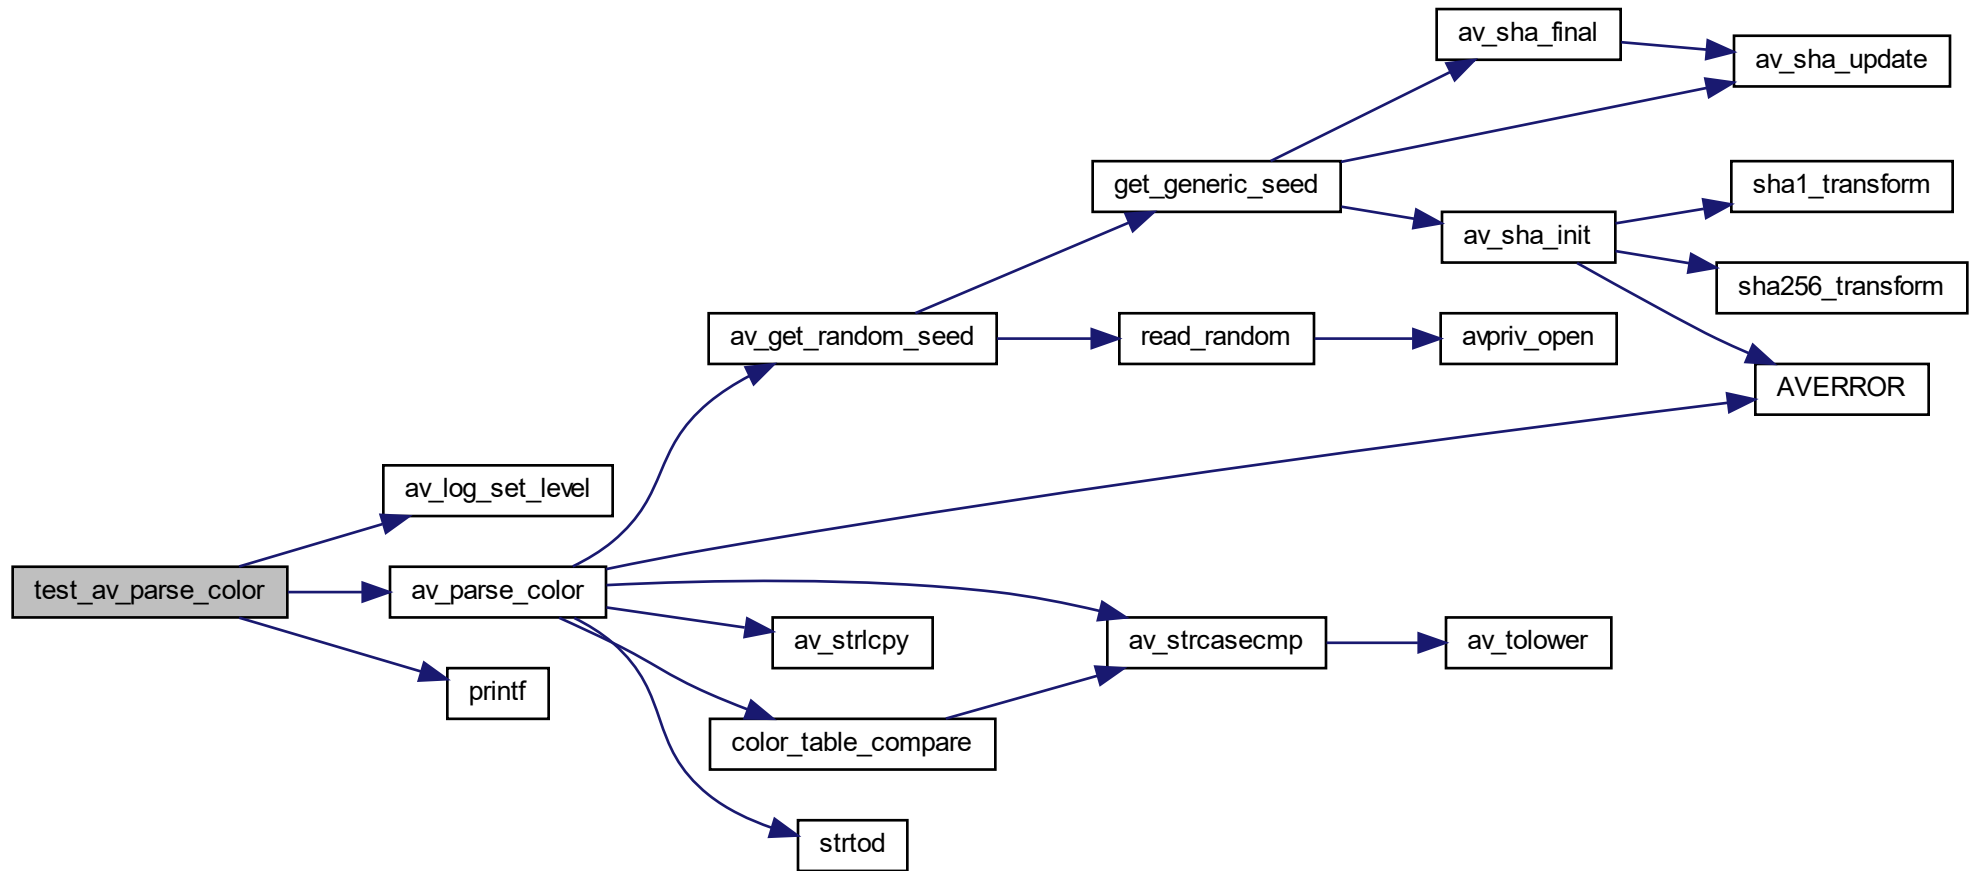 av_sha_final
av_sha_update
get_generic_seed
sha1_transform
av_sha_init
sha256_transform
av_get_random_seed
read_random
avpriv_open
AVERROR
av_log_set_level
test_av_parse_color
av_parse_color
av_strlcpy
av_strcasecmp
av_tolower
printf
color_table_compare
strtod